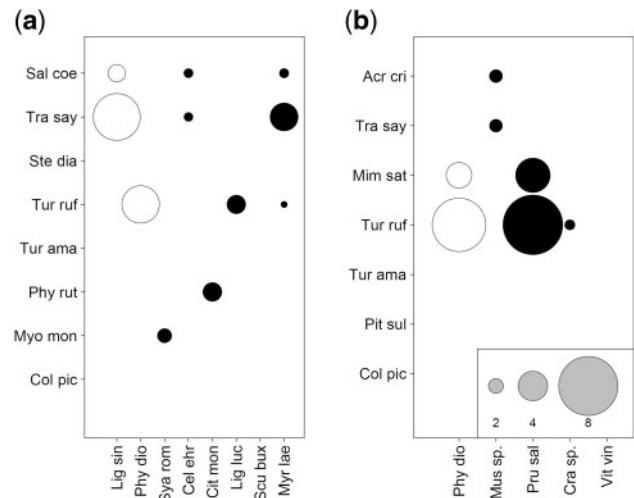 (a)
Sal coe
Tra say
Ste dia
Tur ruf
Tur ama
Phy rut
Myo mon
Col pic
Lig sin
Phy dio
Sya rom
Cel ehr
Cit mon
Lig luc
Scu bux
Myr lae
(b)
Acr cri
Tra say
Mim sat
Tur ruf
Tur ama
Pit sul
Col pic
2 4 8
Phy dio
Mus sp.
Pru sal
Cra sp.
Vit vin